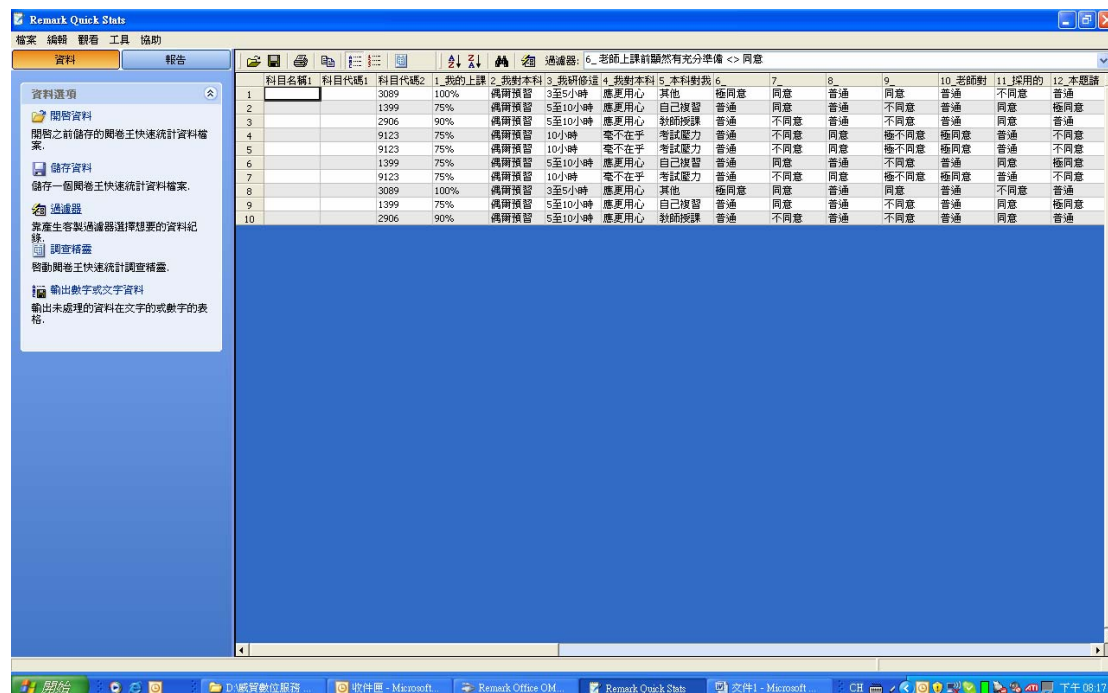 Remark Quick Stats
檔案 編輯 觀看 工具 協助
資料 報告
過濾器: 6_老師上課前顯然有充分準備 <> 同意
資料選項
開啟資料
開啟之前儲存的閱卷王快速統計資料檔案.
儲存資料
儲存一個閱卷王快速統計資料檔案.
過濾器
靠產生客製過濾器選擇想要的資料紀錄.
調查精靈
啟動閱卷王快速統計調查精靈.
輸出數字或文字資料
輸出未處理的資料在文字的或數字的表格.
科目名稱1 科目代碼1 科目代碼2 1_我的上課 2_我對本科 3_我研修這 4_我對本科 5_本科對我 6_ 7_ 8_ 9_ 10_老師對 11_採用的 12_本題請
1 3089 100% 偶爾預習 3至5小時 應更用心 其他 極同意 同意 普通 同意 普通 不同意 普通
2 1399 75% 偶爾預習 5至10小時 應更用心 自己複習 普通 同意 普通 不同意 普通 同意 極同意
3 2906 90% 偶爾預習 5至10小時 應更用心 教師授課 普通 不同意 普通 不同意 普通 同意 普通
4 9123 75% 偶爾預習 10小時 毫不在乎 考試壓力 普通 不同意 同意 極不同意 極同意 普通 不同意
5 9123 75% 偶爾預習 10小時 毫不在乎 考試壓力 普通 不同意 同意 極不同意 極同意 普通 不同意
6 1399 75% 偶爾預習 5至10小時 應更用心 自己複習 普通 同意 普通 不同意 普通 同意 極同意
7 9123 75% 偶爾預習 10小時 毫不在乎 考試壓力 普通 不同意 同意 極不同意 極同意 普通 不同意
8 3089 100% 偶爾預習 3至5小時 應更用心 其他 極同意 同意 普通 同意 普通 不同意 普通
9 1399 75% 偶爾預習 5至10小時 應更用心 自己複習 普通 同意 普通 不同意 普通 同意 極同意
10 2906 90% 偶爾預習 5至10小時 應更用心 教師授課 普通 不同意 普通 不同意 普通 同意 普通
開始 D:\威智數位服務... 收件匣 - Microsoft... Remark Office OM... Remark Quick Stats 文件1 - Microsoft... CH 下午 08:17